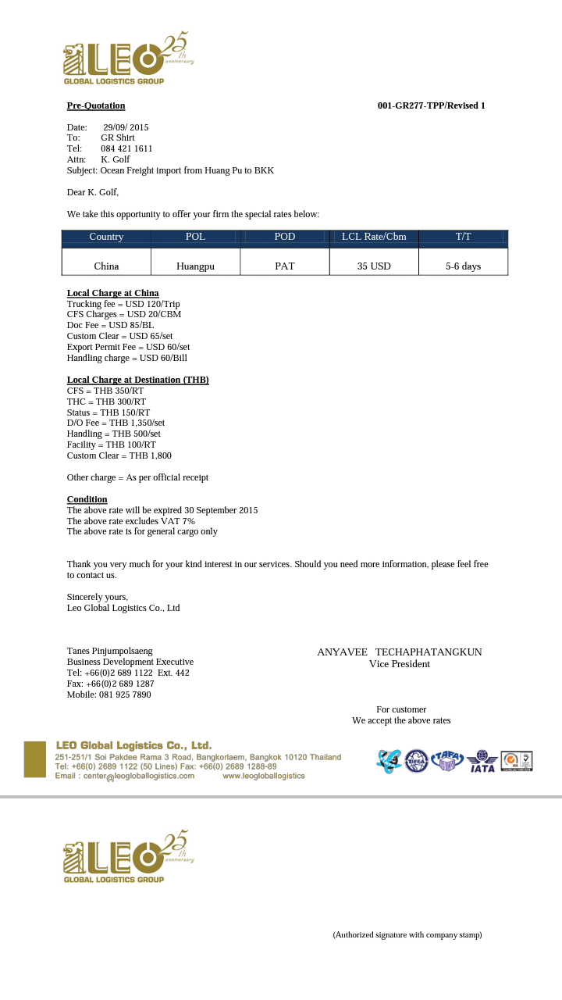 LEO 25th anniversary
GLOBAL LOGISTICS GROUP
Pre-Quotation 001-GR277-TPP/Revised 1
Date: 29/09/ 2015
To: GR Shirt
Tel: 084 421 1611
Attn: K. Golf
Subject: Ocean Freight import from Huang Pu to BKK
Dear K. Golf,
We take this opportunity to offer your firm the special rates below:
Country POL POD LCL Rate/Cbm T/T
China Huangpu PAT 35 USD 5-6 days
Local Charge at China
Trucking fee = USD 120/Trip
CFS Charges = USD 20/CBM
Doc Fee = USD 85/BL
Custom Clear = USD 65/set
Export Permit Fee = USD 60/set
Handling charge = USD 60/Bill
Local Charge at Destination (THB)
CFS = THB 350/RT
THC = THB 300/RT
Status = THB 150/RT
D/O Fee = THB 1,350/set
Handling = THB 500/set
Facility = THB 100/RT
Custom Clear = THB 1,800
Other charge = As per official receipt
Condition
The above rate will be expired 30 September 2015
The above rate excludes VAT 7%
The above rate is for general cargo only
Thank you very much for your kind interest in our services. Should you need more information, please feel free
to contact us.
Sincerely yours,
Leo Global Logistics Co., Ltd
Tanes Pinjumpolsaeng ANYAVEE TECHAPHATANGKUN
Business Development Executive Vice President
Tel: +66(0)2 689 1122 Ext. 442
Fax: +66(0)2 689 1287
Mobile: 081 925 7890
For customer
We accept the above rates
LEO Global Logistics Co., Ltd.
251-251/1 Soi Pakdee Rama 3 Road, Bangkorlaem, Bangkok 10120 Thailand
Tel: +66(0) 2689 1122 (50 Lines) Fax: +66(0) 2689 1288-89
Email : center@leogloballogistics.com www.leogloballogistics
TAFA
IATA
LEO 25th anniversary
GLOBAL LOGISTICS GROUP
(Authorized signature with company stamp)